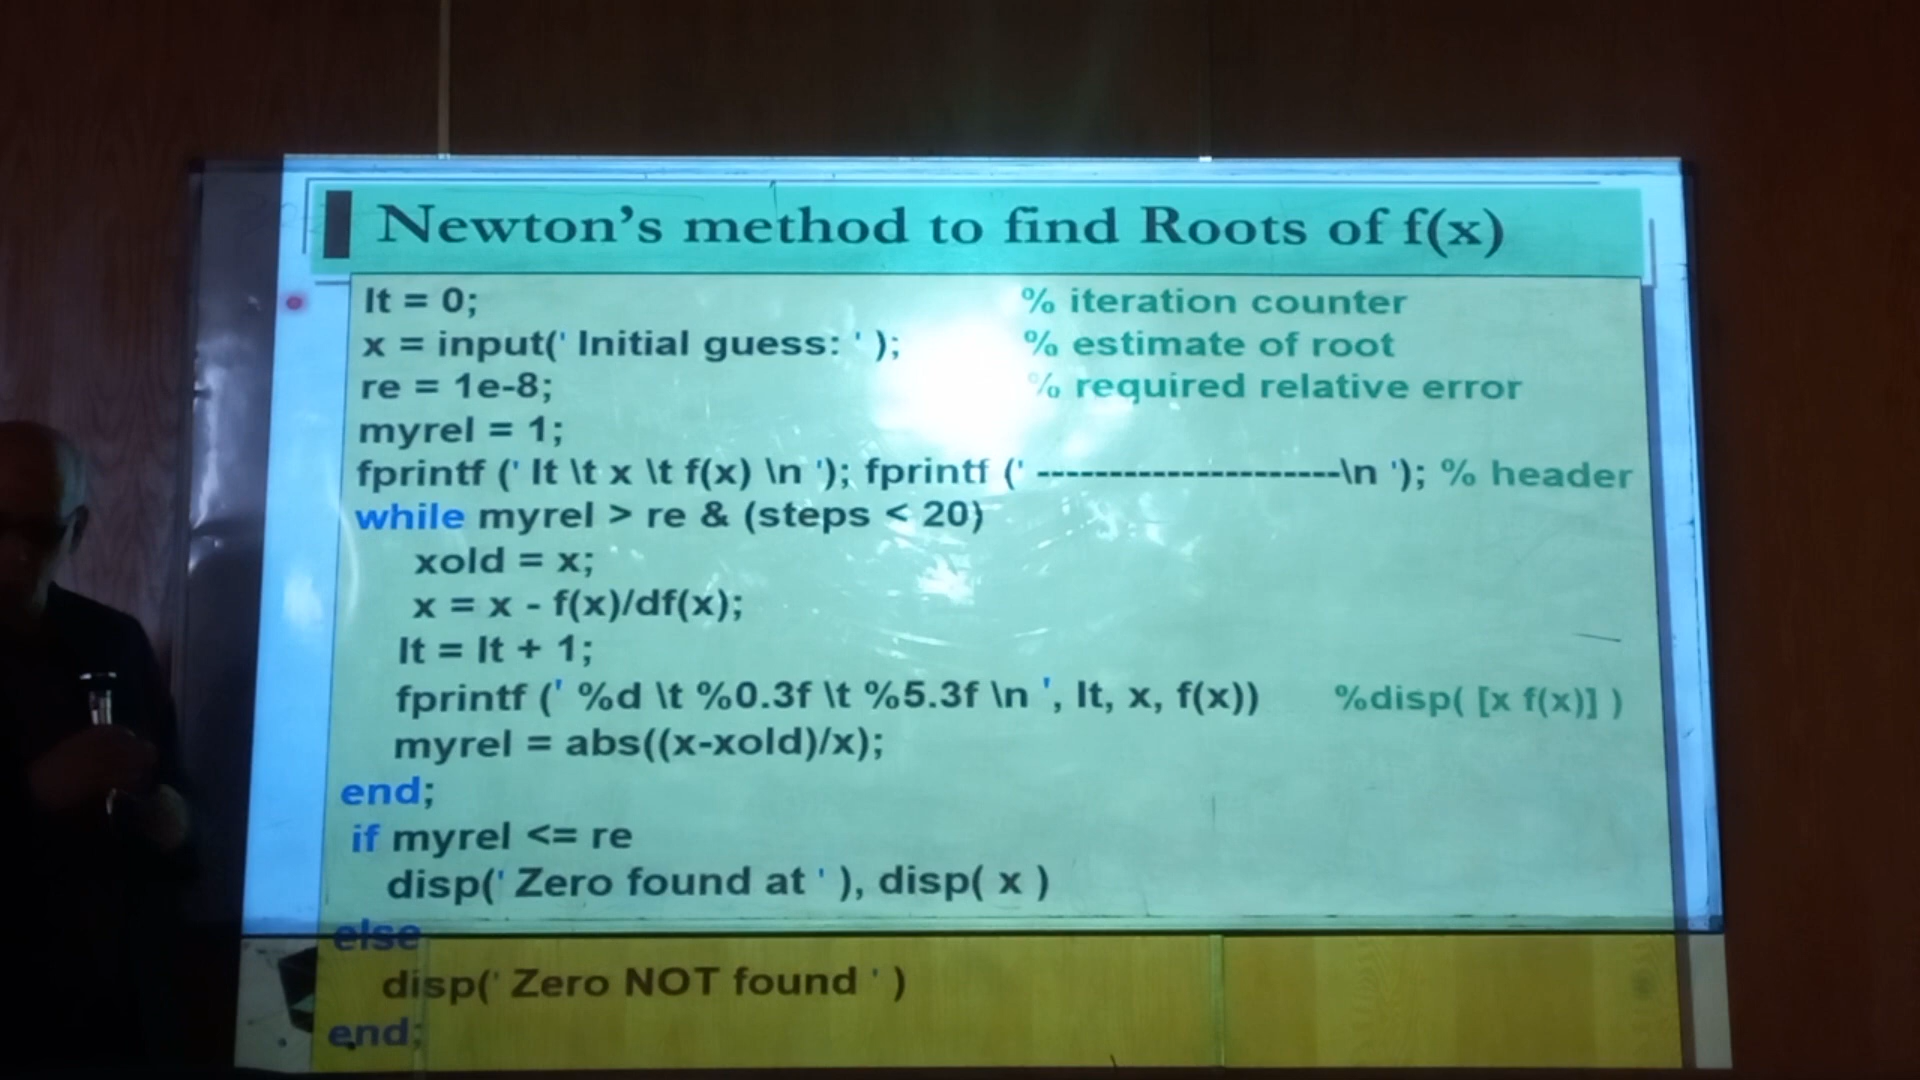 Newton's method to find Roots of f(x)
It = 0; % iteration counter
x = input(' Initial guess: ' ); % estimate of root
re = 1e-8; % required relative error
myrel = 1;
fprintf (' It \t x \t f(x) \n '); fprintf (' ---------------------\n '); % header
while myrel > re & (steps < 20)
xold = x;
x = x - f(x)/df(x);
It = It + 1;
fprintf (' %d \t %0.3f \t %5.3f \n ', It, x, f(x)) %disp( [x f(x)] )
myrel = abs((x-xold)/x);
end;
if myrel <= re
disp(' Zero found at ' ), disp( x )
else
disp(' Zero NOT found ' )
end;